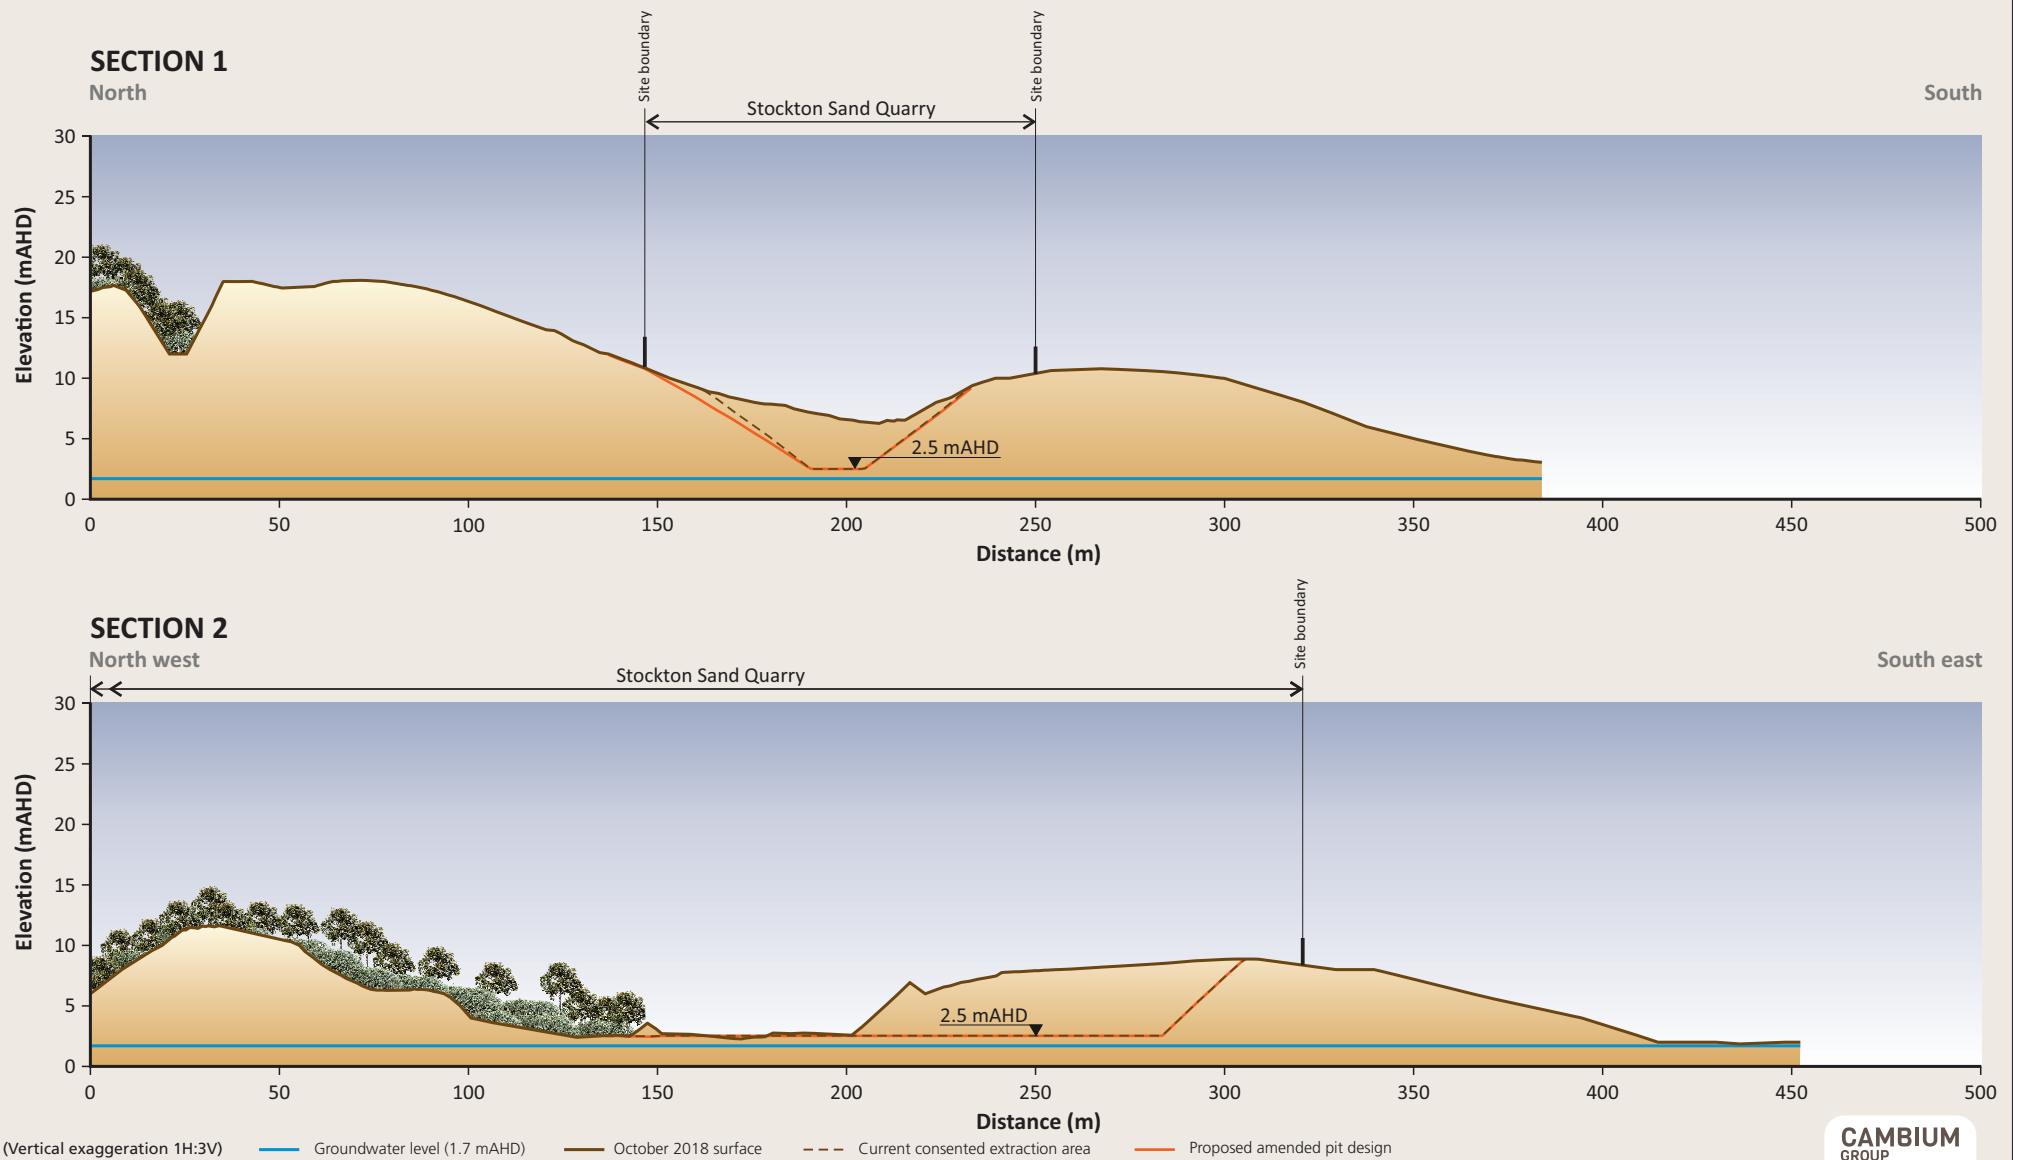 SECTION 1
North
South
Site boundary
Site boundary
Stockton Sand Quarry
Elevation (mAHD)
30
25
20
15
10
5
0
2.5 mAHD
0 50 100 150 200 250 300 350 400 450 500
Distance (m)
SECTION 2
North west
South east
Site boundary
Stockton Sand Quarry
Elevation (mAHD)
30
25
20
15
10
5
0
2.5 mAHD
0 50 100 150 200 250 300 350 400 450 500
Distance (m)
(Vertical exaggeration 1H:3V) Groundwater level (1.7 mAHD) October 2018 surface Current consented extraction area Proposed amended pit design
CAMBIUM
GROUP